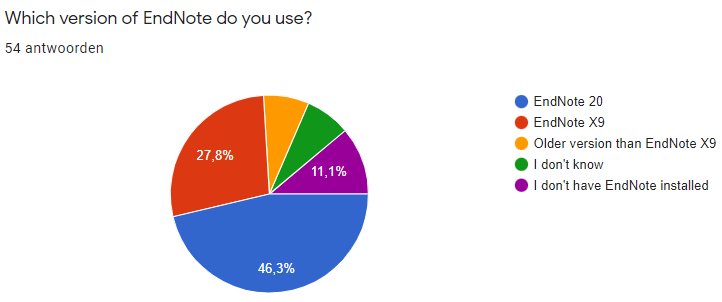 Which version of EndNote do you use?
54 antwoorden
27,8%
11,1%
46,3%
EndNote 20
EndNote X9
Older version than EndNote X9
I don't know
I don't have EndNote installed